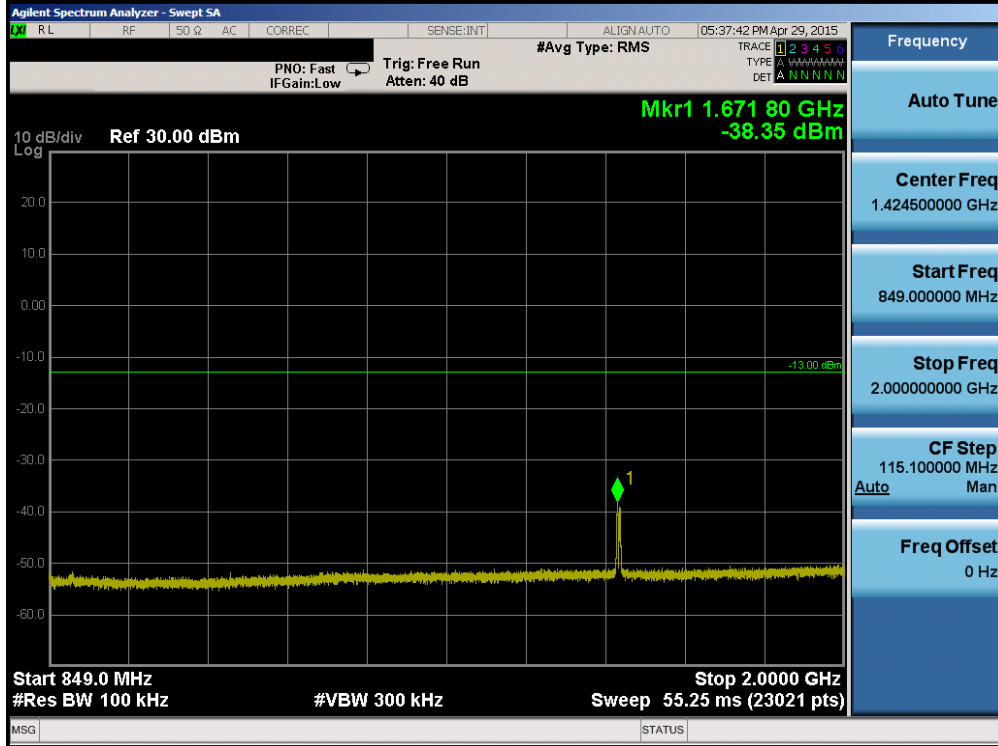 Agilent Spectrum Analyzer - Swept SA
LXI RL RF 50 Ω AC CORREC SENSE:INT ALIGNAUTO 05:37:42 PM Apr 29, 2015
#Avg Type: RMS TRACE 1 2 3 4 5 6
PNO: Fast Trig: Free Run TYPE A WWWWW
IFGain:Low Atten: 40 dB DET A N N N N N
Mkr1 1.671 80 GHz
-38.35 dBm
10 dB/div Ref 30.00 dBm
Log
20.0
10.0
0.00
-10.0
-13.00 dBm
-20.0
-30.0
1
-40.0
-50.0
-60.0
Start 849.0 MHz Stop 2.0000 GHz
#Res BW 100 kHz #VBW 300 kHz Sweep 55.25 ms (23021 pts)
MSG STATUS
Frequency
Auto Tune
Center Freq
1.424500000 GHz
Start Freq
849.000000 MHz
Stop Freq
2.000000000 GHz
CF Step
115.100000 MHz
Auto Man
Freq Offset
0 Hz